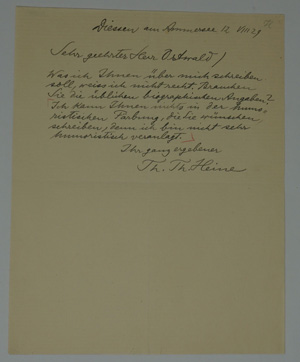 Diessen am Ammersee 12 VIII 29
Sehr geehrter Herr Ostwald!
Was ich Ihnen über mich schreiben
soll, weiss ich nicht recht. Brauchen
Sie die üblichen biographischen Angaben?
Ich kann Ihnen nichts in der humo-
ristischen Färbung, die Sie wünschen,
schreiben, denn ich bin nicht sehr
humoristisch veranlagt.
Ihr ganz ergebener
Th. Th. Heine